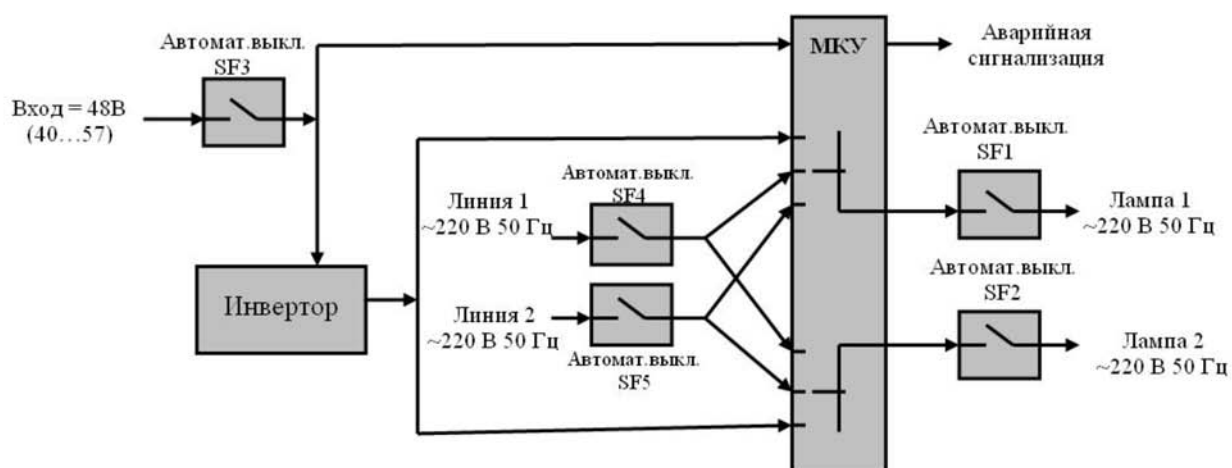 Автомат.выкл.
SF3
Вход = 48В
(40…57)
МКУ
Аварийная
сигнализация
Автомат.выкл.
SF1
Линия 1
~220 В 50 Гц
Автомат.выкл.
SF4
Лампа 1
~220 В 50 Гц
Инвертор
Линия 2
~220 В 50 Гц
Автомат.выкл.
SF5
Автомат.выкл.
SF2
Лампа 2
~220 В 50 Гц